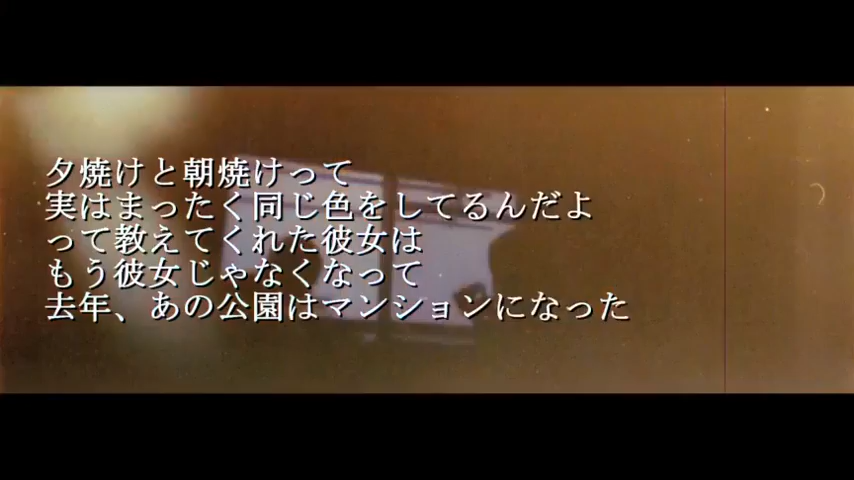 夕焼けと朝焼けって
実はまったく同じ色をしてるんだよ
って教えてくれた彼女は
もう彼女じゃなくなって
去年、あの公園はマンションになった